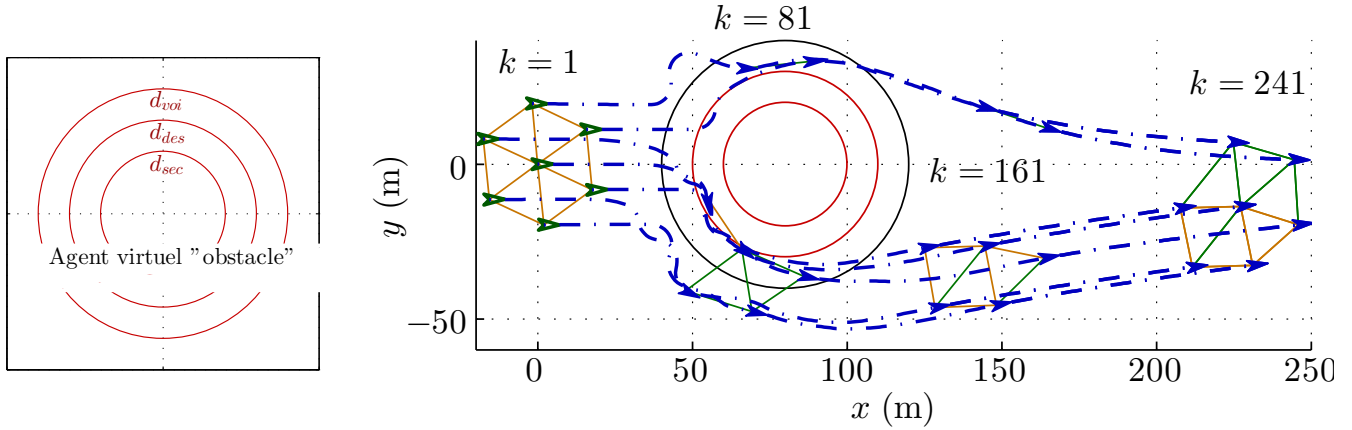 d_voi
d_des
d_sec
Agent virtuel ”obstacle”
k = 1
k = 81
k = 161
k = 241
y (m)
0
−50
0
50
100
150
200
250
x (m)